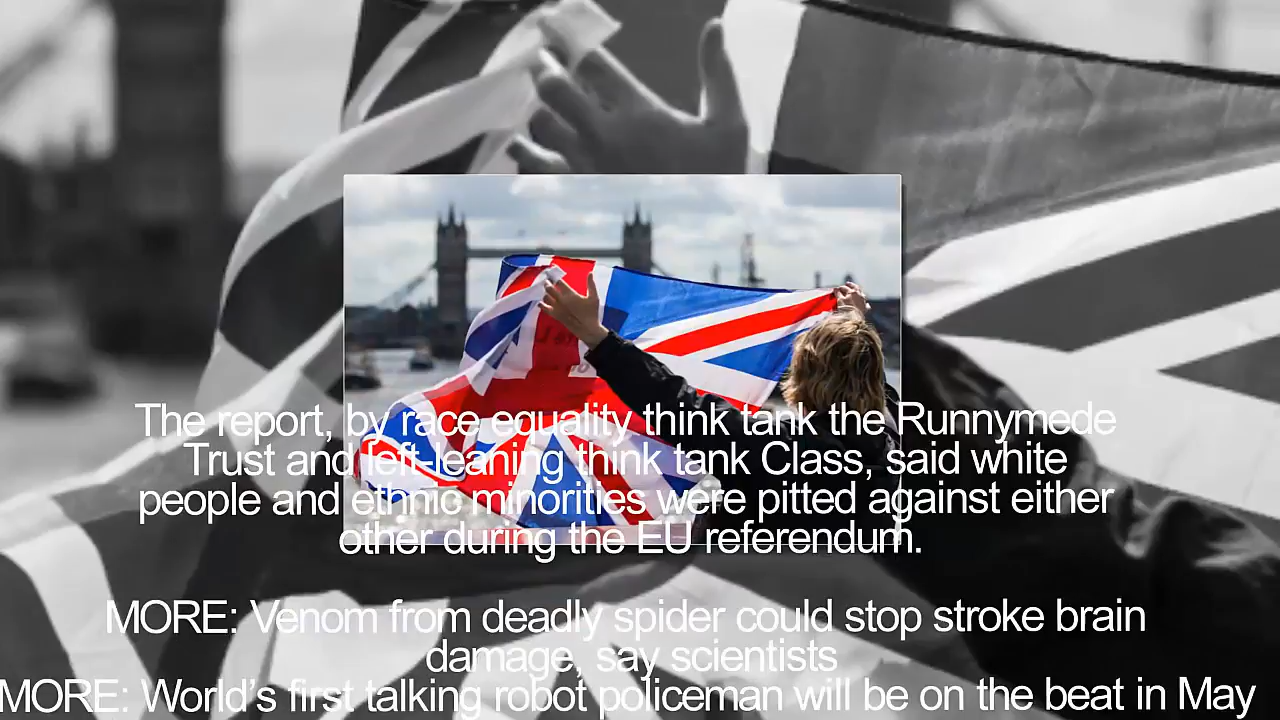 The report, by race equality think tank the Runnymede
Trust and left-leaning think tank Class, said white
people and ethnic minorities were pitted against either
other during the EU referendum.
MORE: Venom from deadly spider could stop stroke brain
damage, say scientists
MORE: World’s first talking robot policeman will be on the beat in May